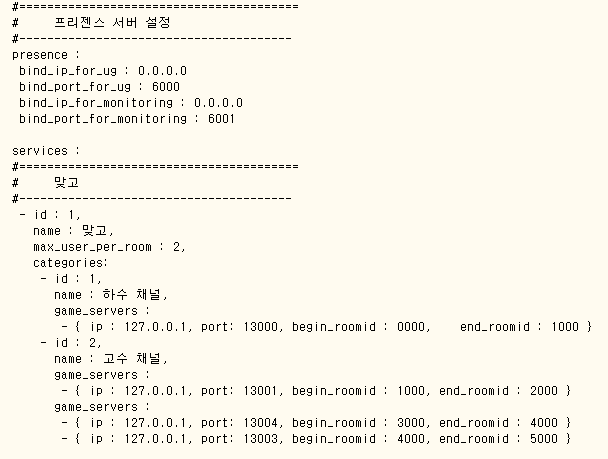 #========================================
#     프리젠스 서버 설정
#---------------------------------------
presence :
 bind_ip_for_ug : 0.0.0.0
 bind_port_for_ug : 6000
 bind_ip_for_monitoring : 0.0.0.0
 bind_port_for_monitoring : 6001

services :
#========================================
#     맞고
#---------------------------------------
 - id : 1,
   name : 맞고,
   max_user_per_room : 2,
   categories:
    - id : 1,
      name : 하수 채널,
      game_servers :
       - { ip : 127.0.0.1, port: 13000, begin_roomid : 0000,    end_roomid : 1000 }
    - id : 2,
      name : 고수 채널,
      game_servers :
       - { ip : 127.0.0.1, port: 13001, begin_roomid : 1000, end_roomid : 2000 }
      game_servers :
       - { ip : 127.0.0.1, port: 13004, begin_roomid : 3000, end_roomid : 4000 }
       - { ip : 127.0.0.1, port: 13003, begin_roomid : 4000, end_roomid : 5000 }